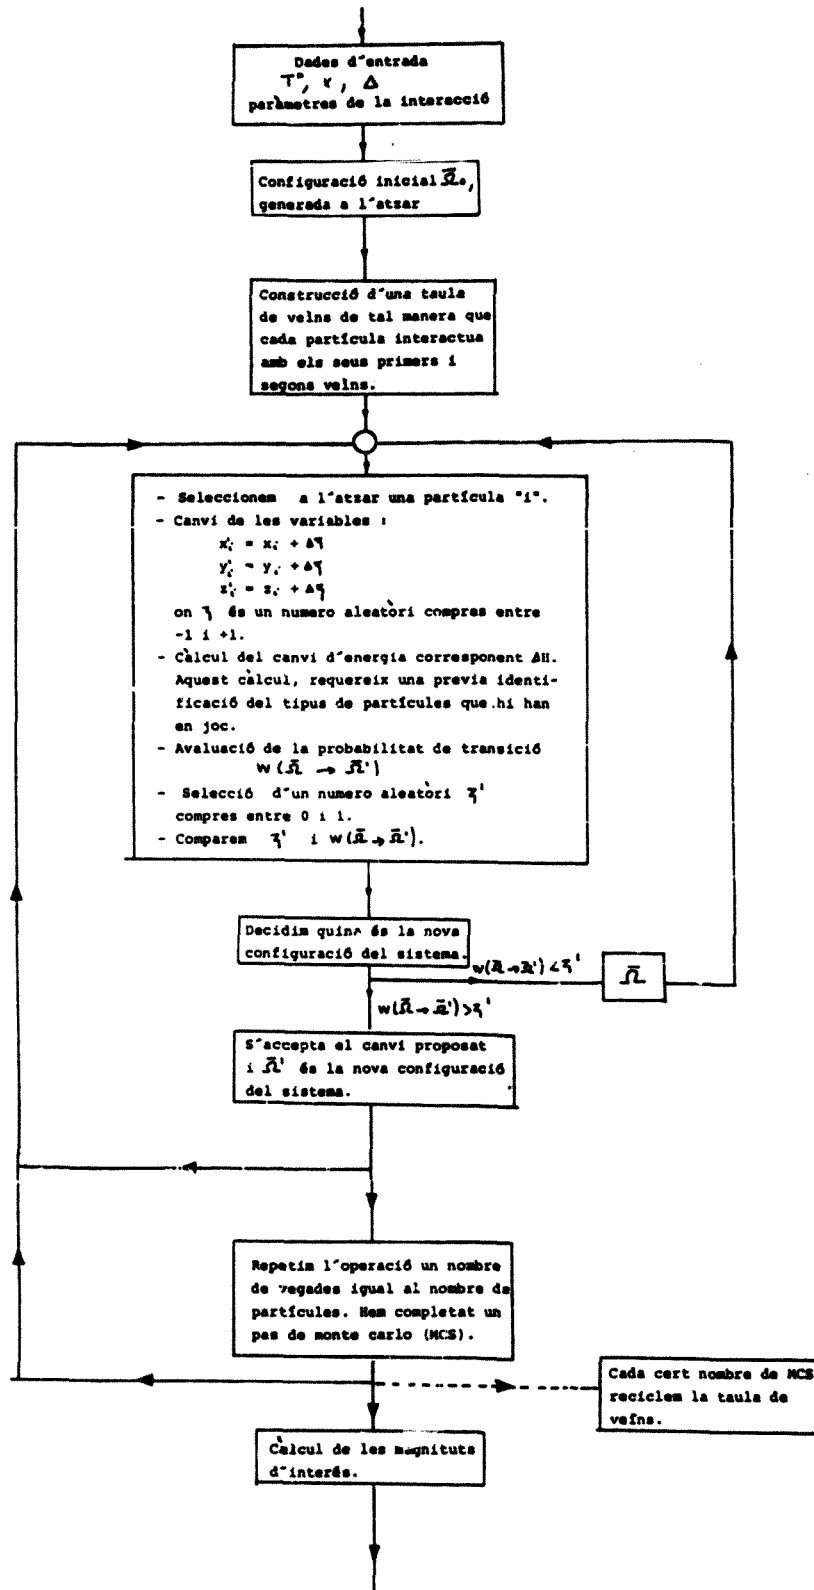 Dades d'entrada
T*, x, Δ
paràmetres de la interacció
Configuració inicial Ω̄₀,
generada a l'atzar
Construcció d'una taula
de veïns de tal manera que
cada partícula interactua
amb els seus primers i
segons veïns.
- Seleccionem a l'atzar una partícula "i".
- Canvi de les variables :
x'ᵢ = xᵢ + Δξ
y'ᵢ = yᵢ + Δξ
z'ᵢ = zᵢ + Δξ
on ξ és un numero aleatòri compres entre
-1 i +1.
- Càlcul del canvi d'energia corresponent ΔH.
Aquest càlcul, requereix una previa identi-
ficació del tipus de partícules que hi han
en joc.
- Avaluació de la probabilitat de transició
W (Ω̄ → Ω̄')
- Selecció d'un numero aleatòri ξ'
compres entre 0 i 1.
- Comparem ξ' i W(Ω̄ → Ω̄').
Decidim quina és la nova
configuració del sistema.
W(Ω̄ → Ω̄') < ξ'
Ω̄
W(Ω̄ → Ω̄') > ξ'
S'accepta el canvi proposat
i Ω̄' és la nova configuració
del sistema.
Repetim l'operació un nombre
de vegades igual al nombre de
partícules. Hem completat un
pas de monte carlo (MCS).
Cada cert nombre de MCS
reciclem la taula de
veïns.
Càlcul de les magnituts
d'interés.